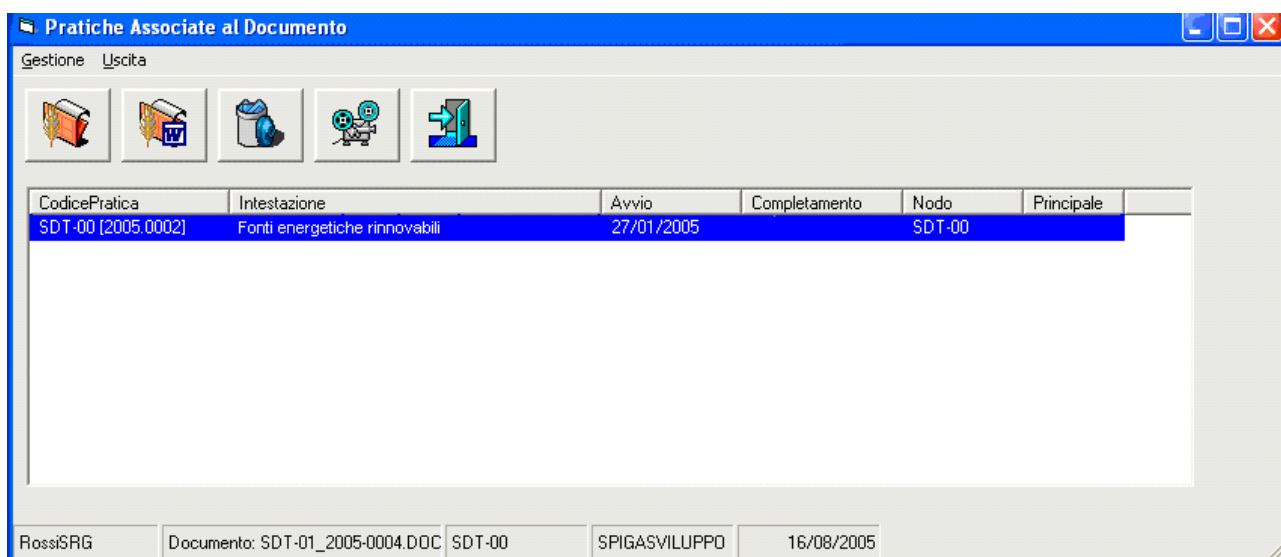 Pratiche Associate al Documento
Gestione Uscita
W
CodicePratica Intestazione Avvio Completamento Nodo Principale
SDT-00 [2005.0002] Fonti energetiche rinnovabili 27/01/2005 SDT-00
RossiSRG Documento: SDT-01_2005-0004.DOC SDT-00 SPIGASVILUPPO 16/08/2005